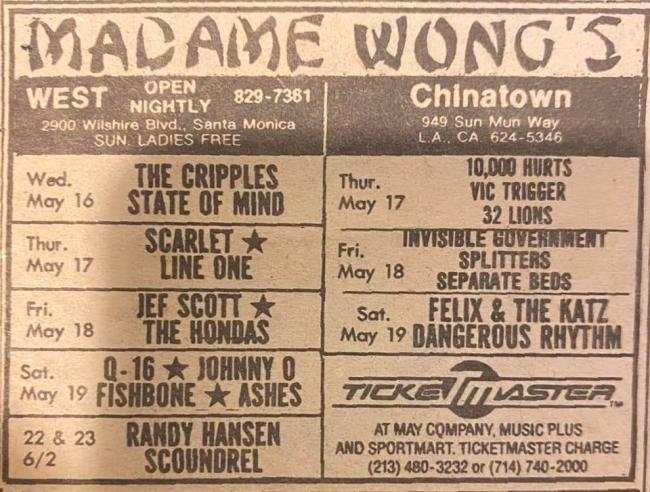 MADAME WONG'S
WEST OPEN NIGHTLY 829-7361
2900 Wilshire Blvd., Santa Monica
SUN. LADIES FREE
Wed. May 16
THE CRIPPLES
STATE OF MIND
Thur. May 17
SCARLET ★
LINE ONE
Fri. May 18
JEF SCOTT ★
THE HONDAS
Sat. May 19
Q-16 ★ JOHNNY O
FISHBONE ★ ASHES
22 & 23
6/2
RANDY HANSEN
SCOUNDREL
Chinatown
949 Sun Mun Way
L.A., CA. 624-5346
Thur. May 17
10,000 HURTS
VIC TRIGGER
32 LIONS
Fri. May 18
INVISIBLE GOVERNMENT
SPLITTERS
SEPARATE BEDS
Sat. May 19
FELIX & THE KATZ
DANGEROUS RHYTHM
TICKETMASTER TM
AT MAY COMPANY, MUSIC PLUS
AND SPORTMART. TICKETMASTER CHARGE
(213) 480-3232 or (714) 740-2000